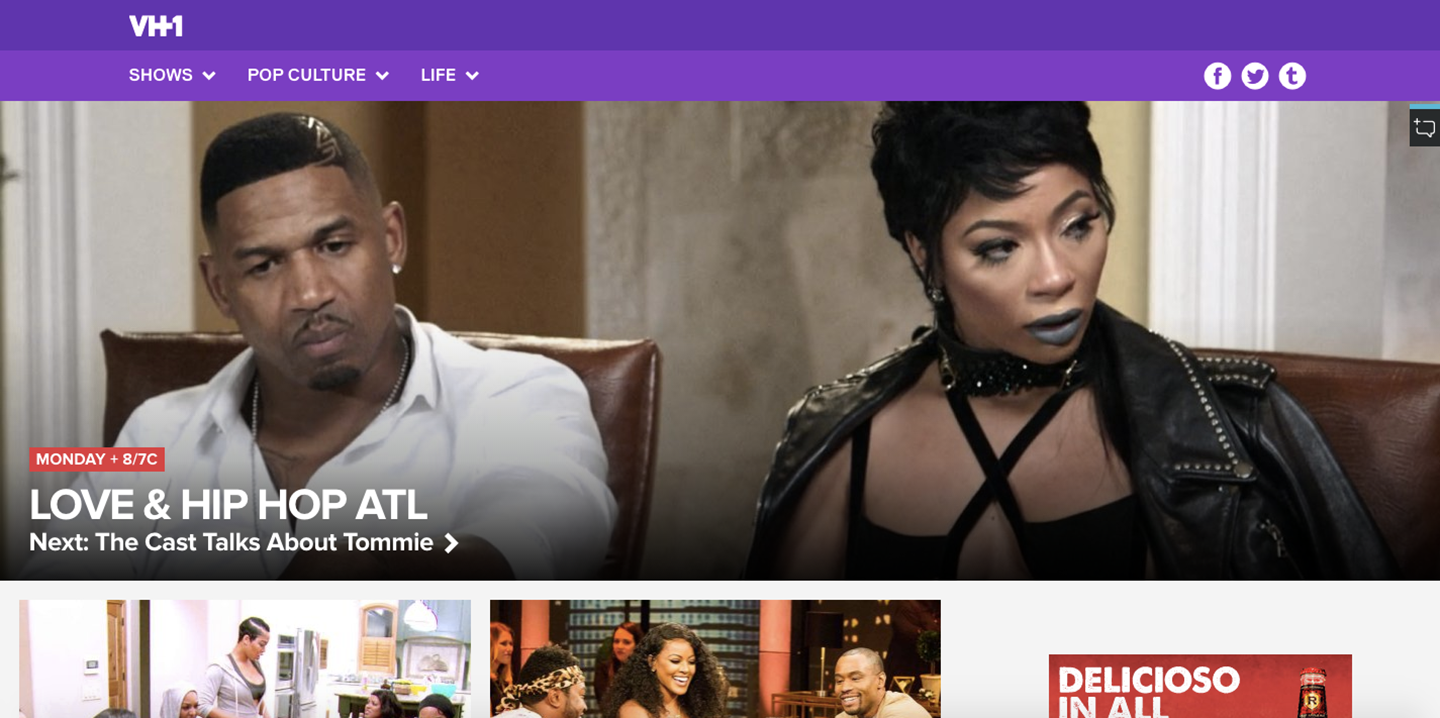 VH1
SHOWS
POP CULTURE
LIFE
MONDAY + 8/7C
LOVE & HIP HOP ATL
Next: The Cast Talks About Tommie
DELICIOSO
IN ALL
R